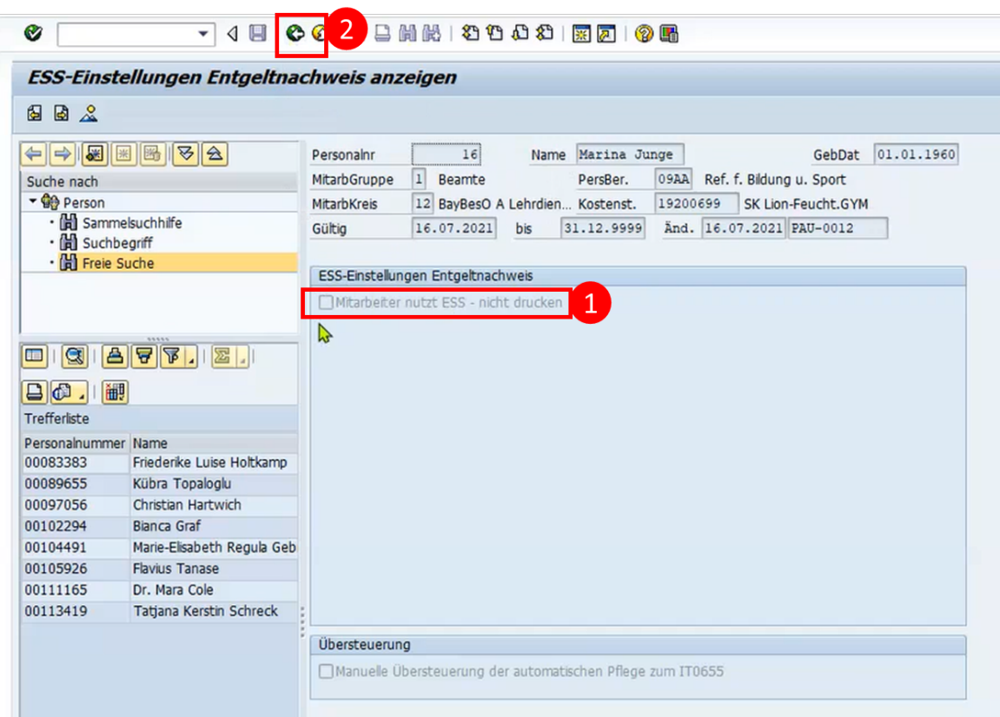 2
ESS-Einstellungen Entgeltnachweis anzeigen
Suche nach
Person
Sammelsuchhilfe
Suchbegriff
Freie Suche
Trefferliste
Personalnummer Name
00083383 Friederike Luise Holtkamp
00089655 Kübra Topaloglu
00097056 Christian Hartwich
00102294 Bianca Graf
00104491 Marie-Elisabeth Regula Geb
00105926 Flavius Tanase
00111165 Dr. Mara Cole
00113419 Tatjana Kerstin Schreck
Personalnr 16 Name Marina Junge GebDat 01.01.1960
MitarbGruppe 1 Beamte PersBer. 09AA Ref. f. Bildung u. Sport
MitarbKreis 12 BayBesO A Lehrdien... Kostenst. 19200699 SK Lion-Feucht.GYM
Gültig 16.07.2021 bis 31.12.9999 Änd. 16.07.2021 PAU-0012
ESS-Einstellungen Entgeltnachweis
Mitarbeiter nutzt ESS - nicht drucken 1
Übersteuerung
Manuelle Übersteuerung der automatischen Pflege zum IT0655